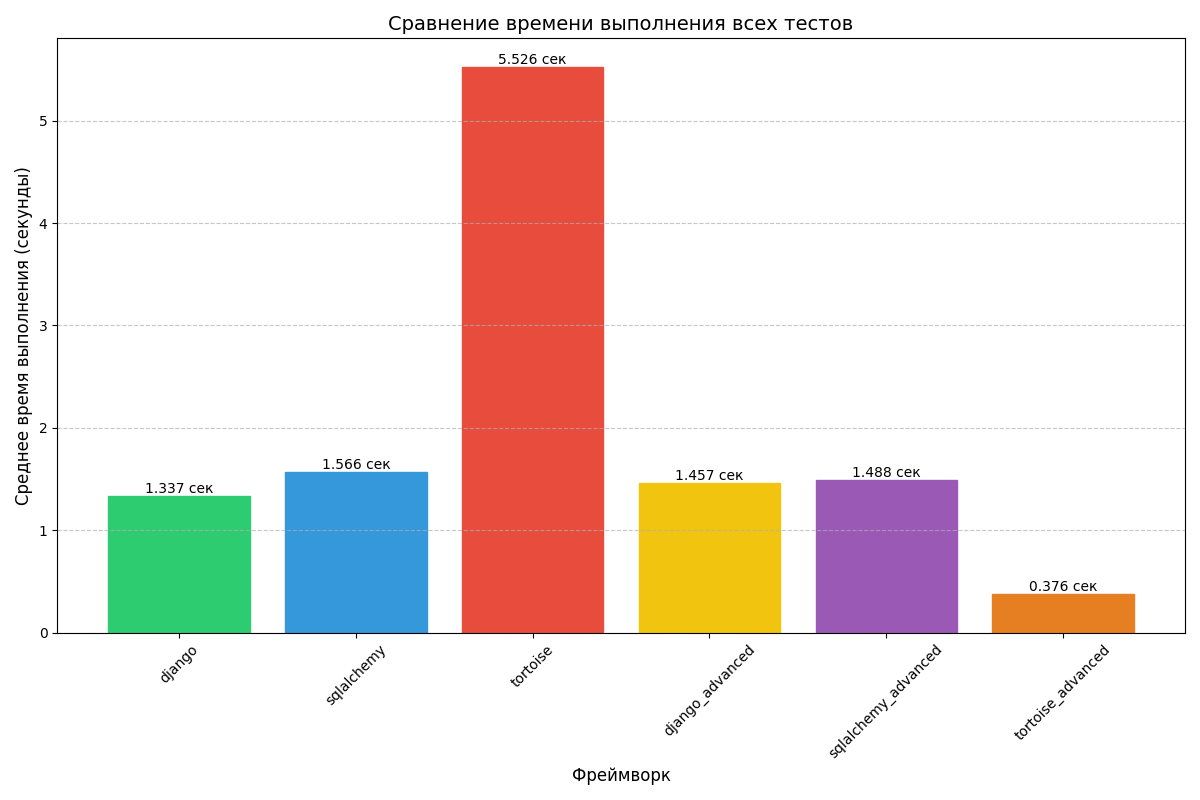 Сравнение времени выполнения всех тестов
Среднее время выполнения (секунды)
5
4
3
2
1
0
1.337 сек
1.566 сек
5.526 сек
1.457 сек
1.488 сек
0.376 сек
django
sqlalchemy
tortoise
django_advanced
sqlalchemy_advanced
tortoise_advanced
Фреймворк